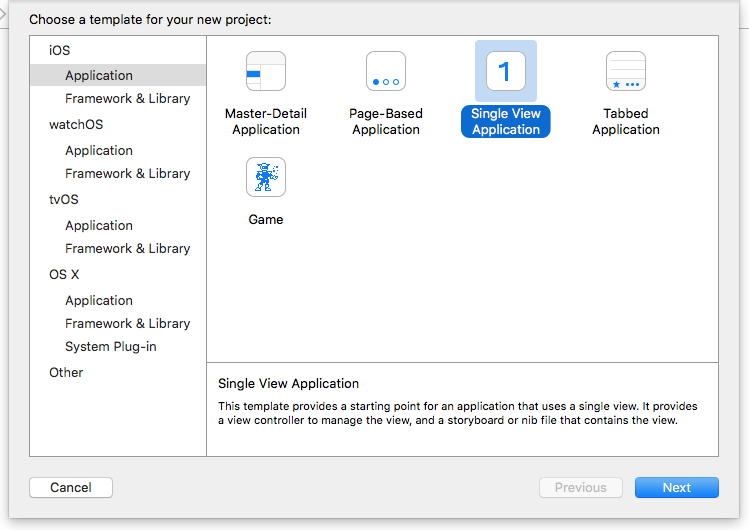 Choose a template for your new project:
iOS
Application
Framework & Library
watchOS
Application
Framework & Library
tvOS
Application
Framework & Library
OS X
Application
Framework & Library
System Plug-in
Other
Master-Detail
Application
Page-Based
Application
1
Single View
Application
Tabbed
Application
Game
Single View Application
This template provides a starting point for an application that uses a single view. It provides
a view controller to manage the view, and a storyboard or nib file that contains the view.
Cancel
Previous
Next